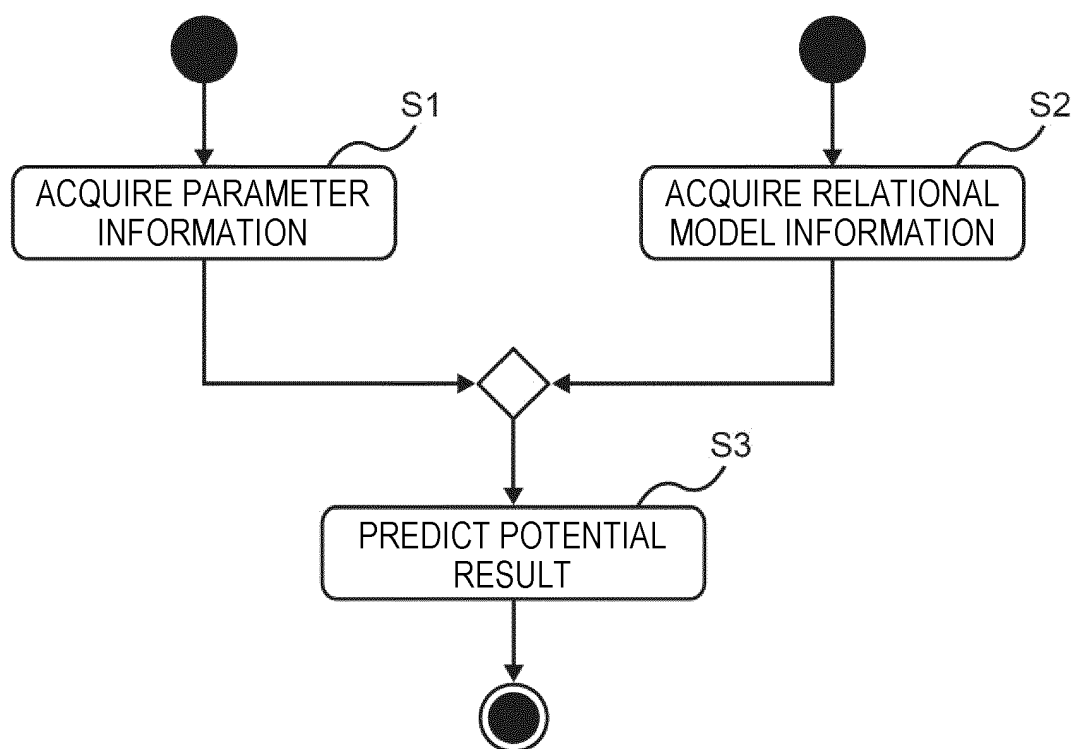 S1
S2
ACQUIRE PARAMETER
INFORMATION
ACQUIRE RELATIONAL
MODEL INFORMATION
S3
PREDICT POTENTIAL
RESULT